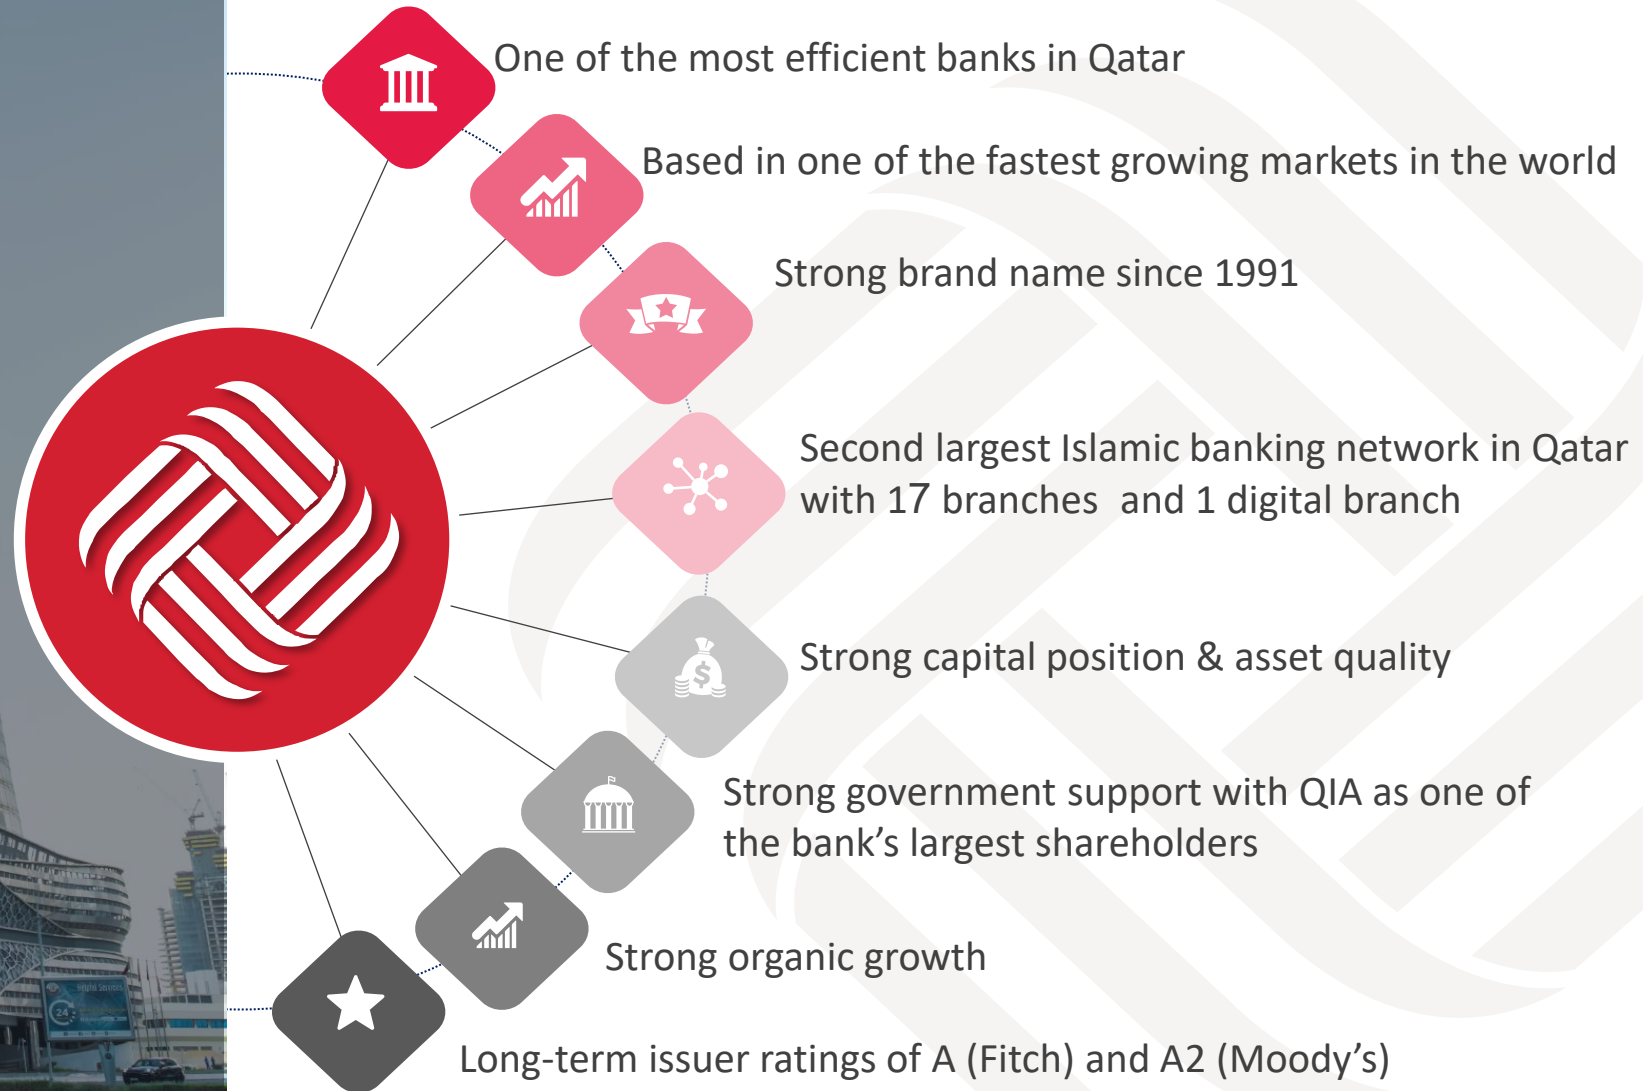 One of the most efficient banks in Qatar
Based in one of the fastest growing markets in the world
Strong brand name since 1991
Second largest Islamic banking network in Qatar
with 17 branches and 1 digital branch
Strong capital position & asset quality
Strong government support with QIA as one of
the bank's largest shareholders
Strong organic growth
Long-term issuer ratings of A (Fitch) and A2 (Moody's)
$
24